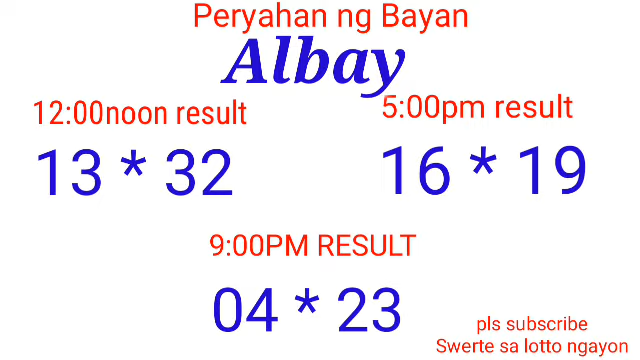 Peryahan ng Bayan
Albay
12:00noon result
13 * 32
5:00pm result
16 * 19
9:00PM RESULT
04 * 23
pls subscribe
Swerte sa lotto ngayon